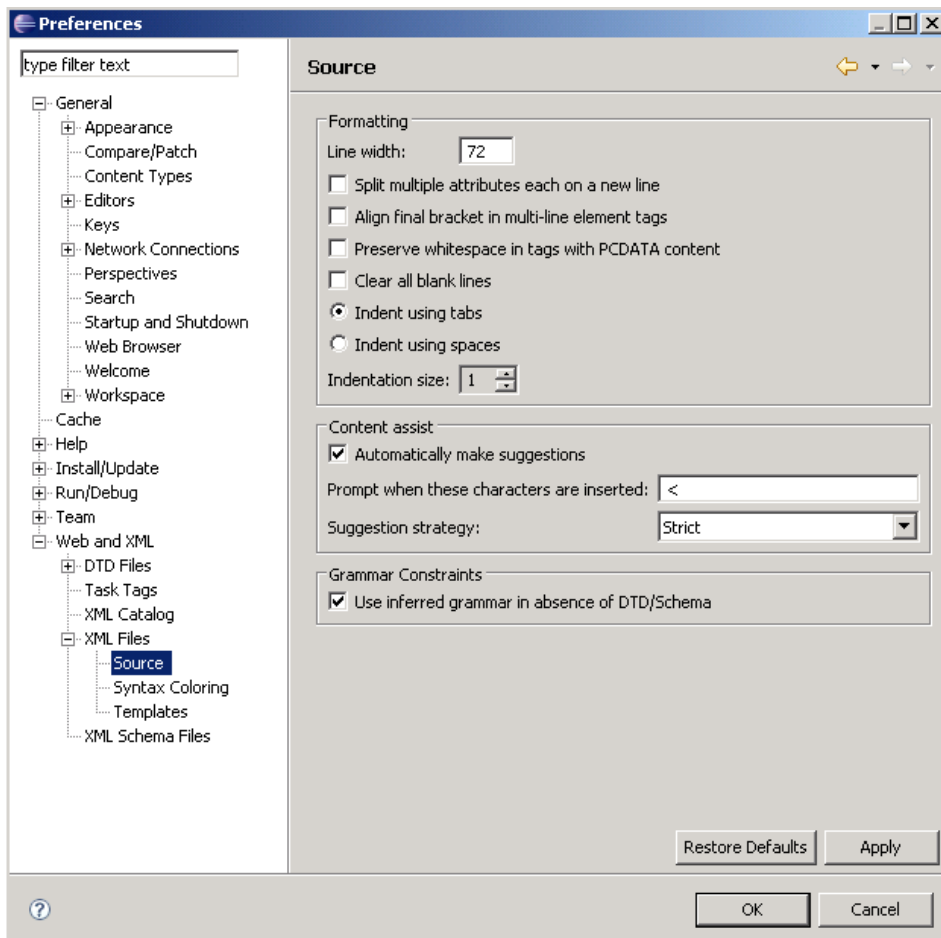 Preferences
type filter text
General
Appearance
Compare/Patch
Content Types
Editors
Keys
Network Connections
Perspectives
Search
Startup and Shutdown
Web Browser
Welcome
Workspace
Cache
Help
Install/Update
Run/Debug
Team
Web and XML
DTD Files
Task Tags
XML Catalog
XML Files
Source
Syntax Coloring
Templates
XML Schema Files
Source
Formatting
Line width: 72
Split multiple attributes each on a new line
Align final bracket in multi-line element tags
Preserve whitespace in tags with PCDATA content
Clear all blank lines
Indent using tabs
Indent using spaces
Indentation size: 1
Content assist
Automatically make suggestions
Prompt when these characters are inserted: <
Suggestion strategy: Strict
Grammar Constraints
Use inferred grammar in absence of DTD/Schema
Restore Defaults Apply
? OK Cancel